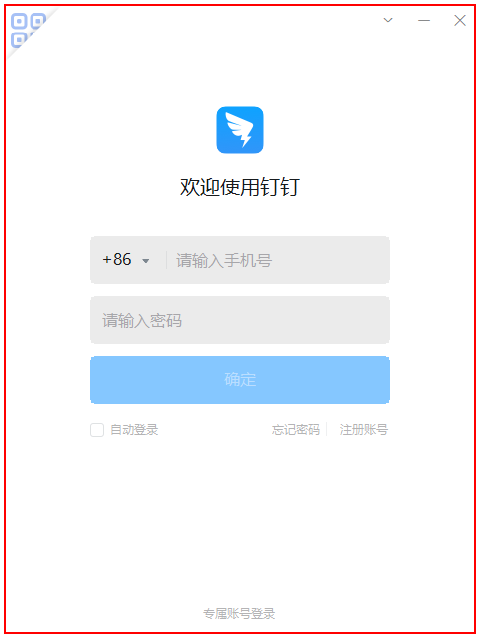 欢迎使用钉钉
+86 请输入手机号
请输入密码
确定
自动登录 忘记密码 注册账号
专属账号登录